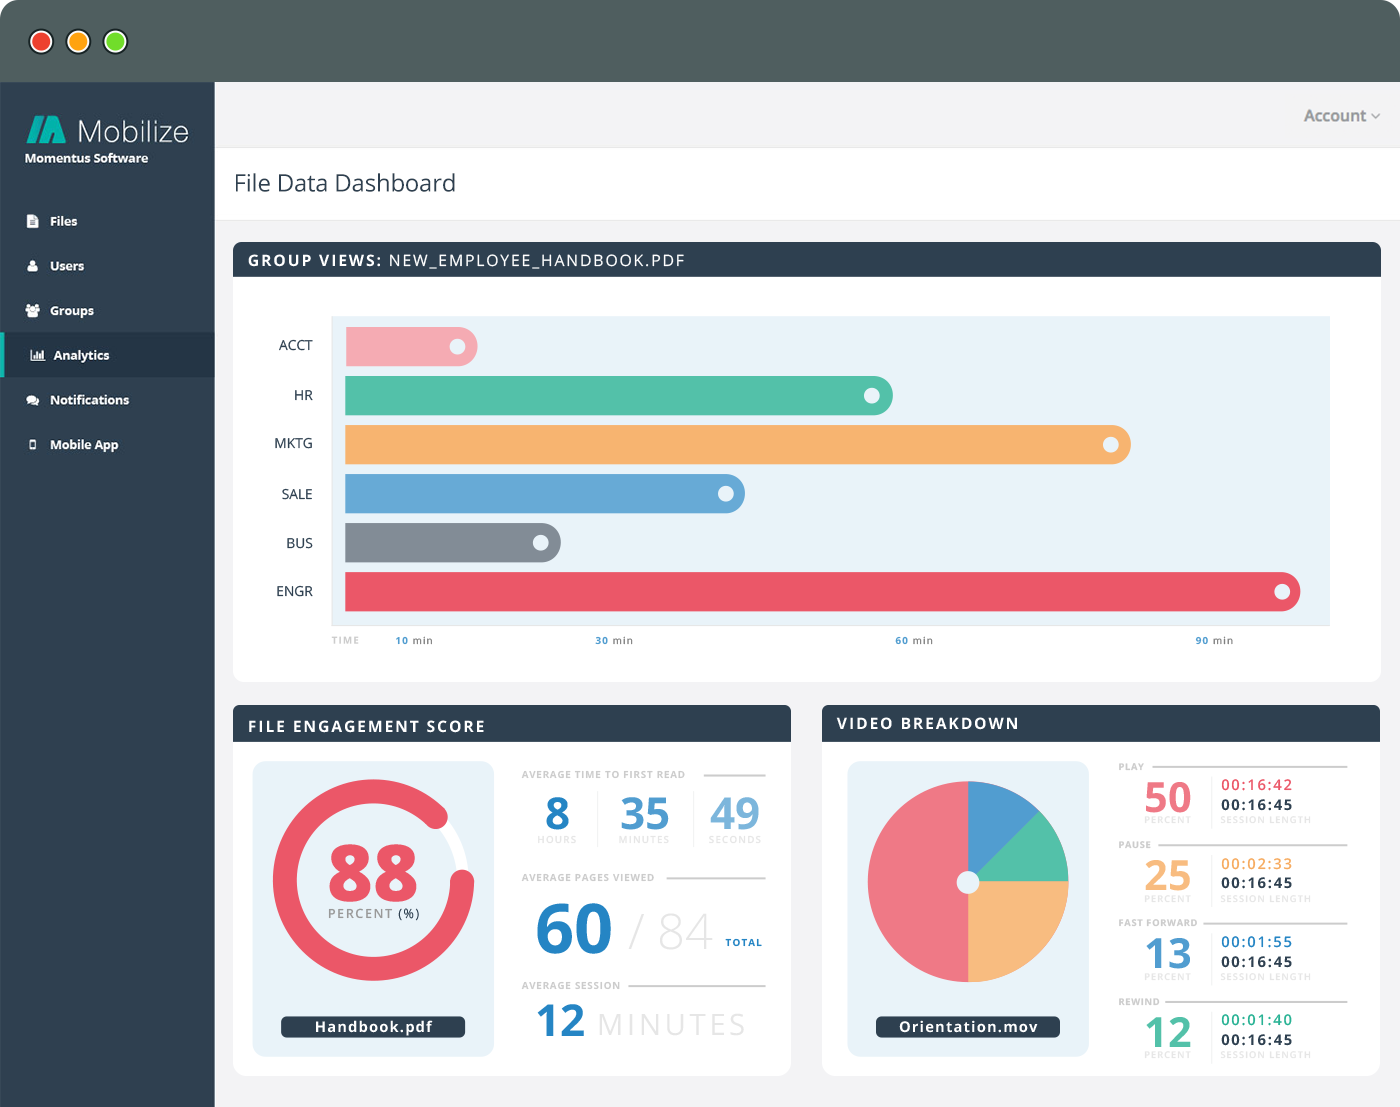 Mobilize
Momentus Software
Files
Users
Groups
Analytics
Notifications
Mobile App
Account
File Data Dashboard
GROUP VIEWS: NEW_EMPLOYEE_HANDBOOK.PDF
ACCT
HR
MKTG
SALE
BUS
ENGR
TIME 10 min 30 min 60 min 90 min
FILE ENGAGEMENT SCORE
88
PERCENT (%)
Handbook.pdf
AVERAGE TIME TO FIRST READ
8 35 49
HOURS MINUTES SECONDS
AVERAGE PAGES VIEWED
60 / 84 TOTAL
AVERAGE SESSION
12 MINUTES
VIDEO BREAKDOWN
Orientation.mov
PLAY
50 00:16:42
00:16:45
PERCENT SESSION LENGTH
PAUSE
25 00:02:33
00:16:45
PERCENT SESSION LENGTH
FAST FORWARD
13 00:01:55
00:16:45
PERCENT SESSION LENGTH
REWIND
12 00:01:40
00:16:45
PERCENT SESSION LENGTH